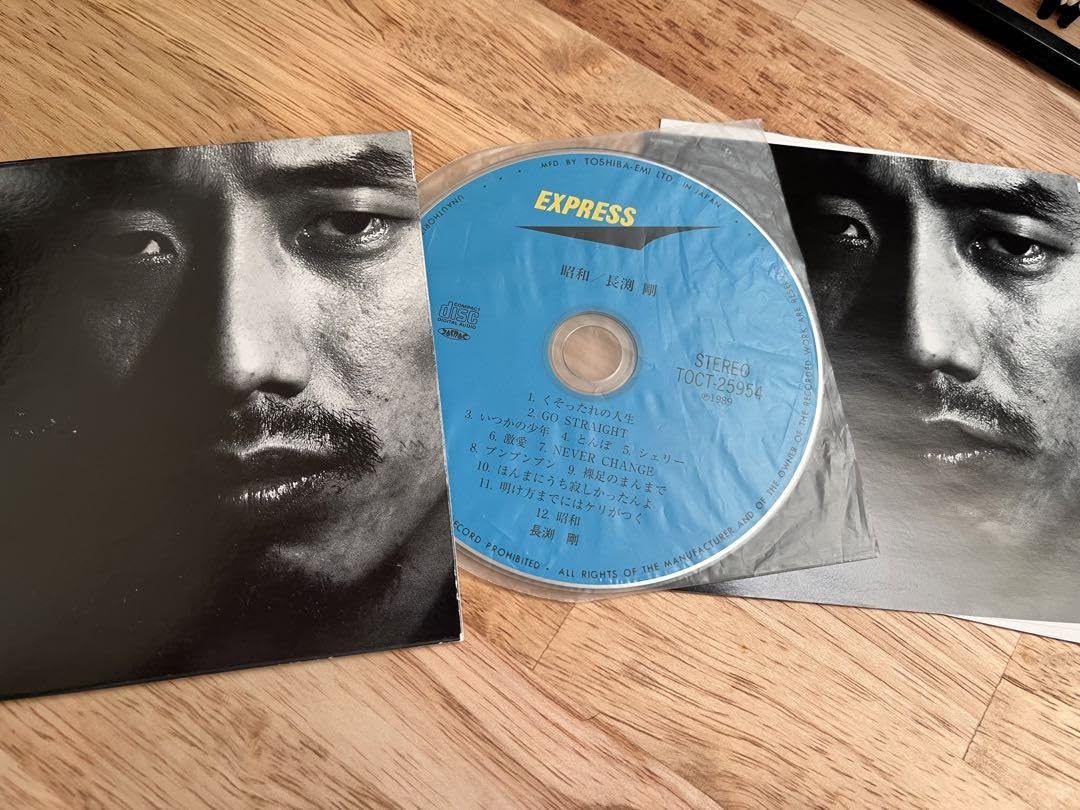 MFD BY TOSHIBA-EMI LTD. IN JAPAN
EXPRESS
昭和／長渕 剛
COMPACT
disc
DIGITAL AUDIO
STEREO
TOCT-25954
℗1989
1. くそったれの人生
2. GO STRAIGHT
3. いつかの少年 4. とんぼ 5. シェリー
6. 激愛 7. NEVER CHANGE
8. ブンブンブン 9. 裸足のまんまで
10. ほんまにうち寂しかったんよ
11. 明け方までにはケリがつく
12. 昭和
長渕 剛
ECORD PROHIBITED · ALL RIGHTS OF THE MANUFACTURER AND OF THE OWNER OF THE RECORDED WORK RE RESE
UNAUTHOR